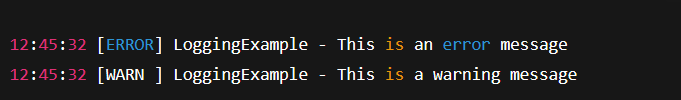 12:45:32 [ERROR] LoggingExample - This is an error message
12:45:32 [WARN ] LoggingExample - This is a warning message